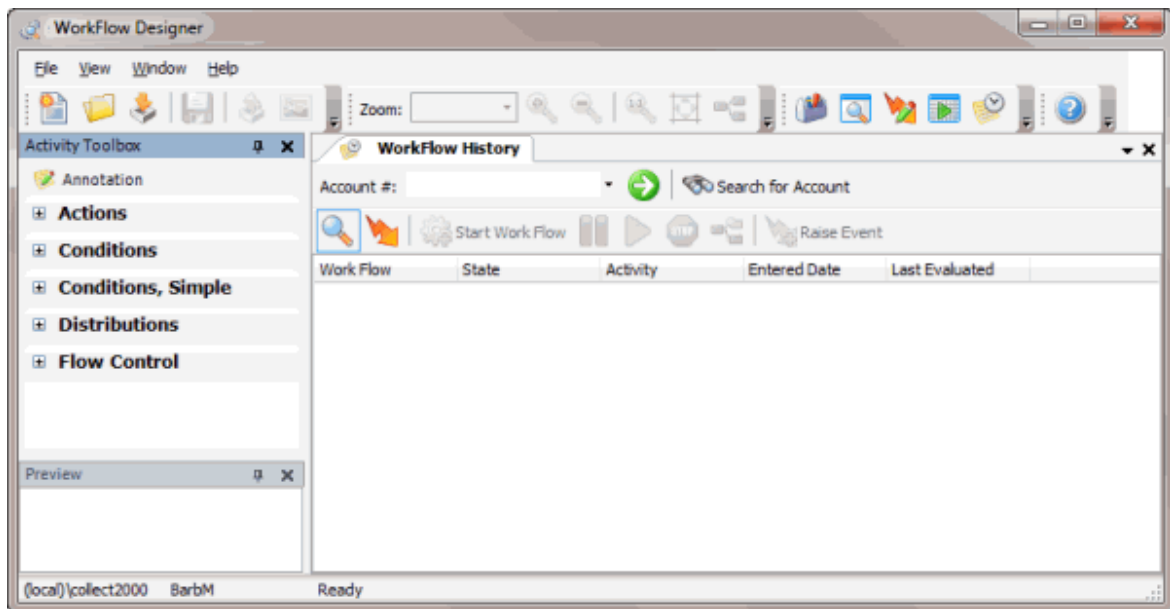 WorkFlow Designer
File View Window Help
Zoom:
Activity Toolbox
WorkFlow History
Annotation
Account #:
Search for Account
Actions
Start Work Flow
Raise Event
Conditions
Work Flow State Activity Entered Date Last Evaluated
Conditions, Simple
Distributions
Flow Control
Preview
(local)\collect2000 BarbM Ready